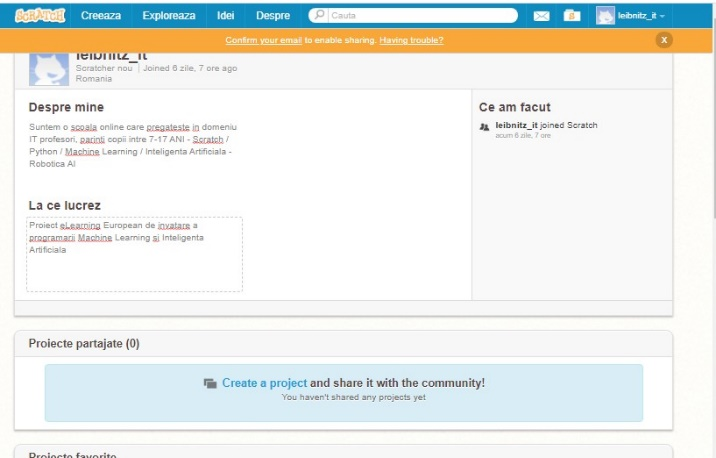 SCRATCH Creeaza Exploreaza Idei Despre Cauta leibnitz_it
Confirm your email to enable sharing. Having trouble? X
leibnitz_it
Scratcher nou | Joined 6 zile, 7 ore ago
Romania
Despre mine
Suntem o scoala online care pregateste in domeniu
IT profesori, parinti copii intre 7-17 ANI - Scratch /
Python / Machine Learning / Inteligenta Artificiala -
Robotica AI
Ce am facut
leibnitz_it joined Scratch
acum 6 zile, 7 ore
La ce lucrez
Proiect eLearning European de invatare a
programarii Machine Learning si Inteligenta
Artificiala
Proiecte partajate (0)
Create a project and share it with the community!
You haven't shared any projects yet
Proiecte favorite